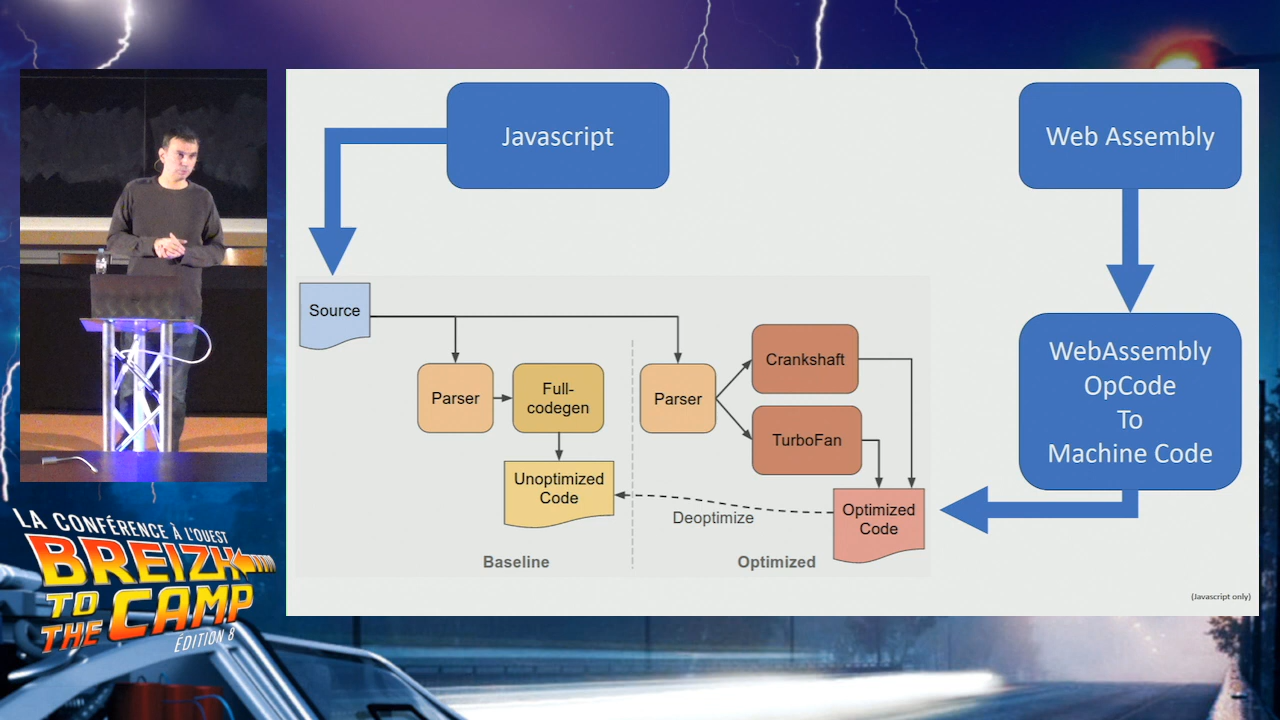 Javascript
Web Assembly
Source
Parser
Full-
codegen
Unoptimized
Code
Baseline
Parser
Crankshaft
TurboFan
Optimized
Code
Deoptimize
Optimized
WebAssembly
OpCode
To
Machine Code
(Javascript only)
LA CONFÉRENCE À L'OUEST
BREIZH
TO
THE CAMP
ÉDITION 8